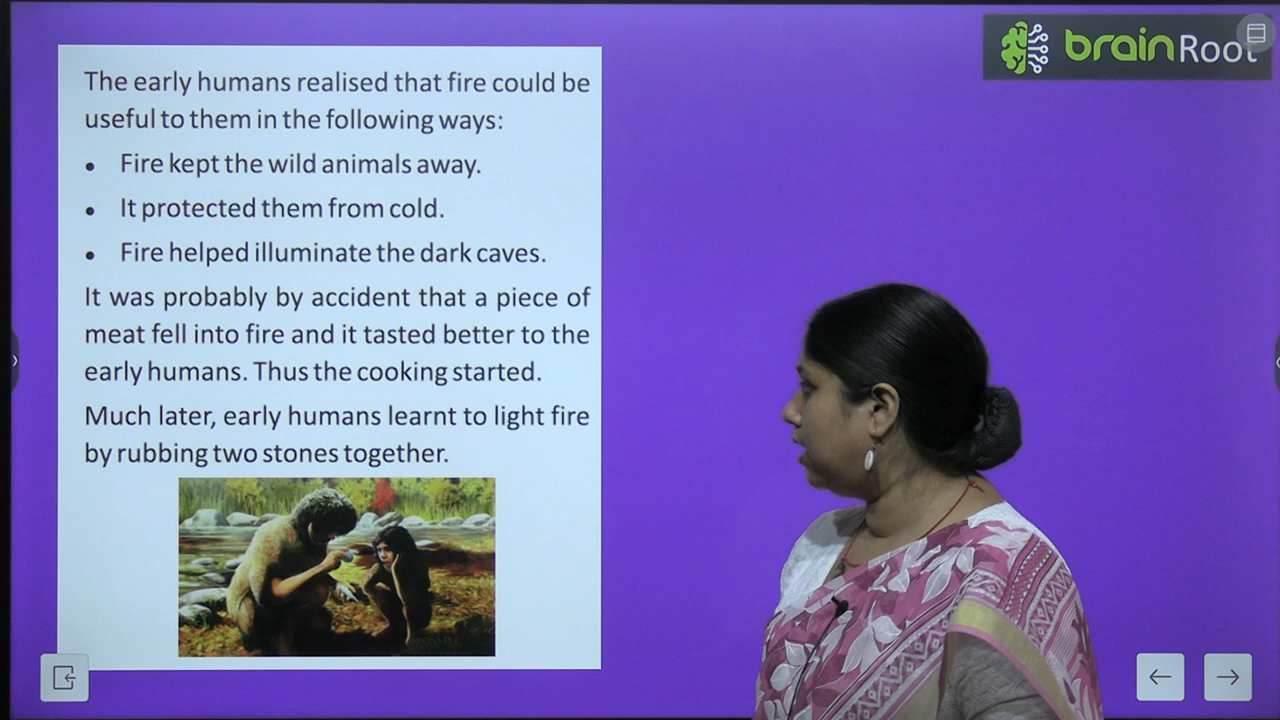 brainRoot
The early humans realised that fire could be
useful to them in the following ways:
• Fire kept the wild animals away.
• It protected them from cold.
• Fire helped illuminate the dark caves.
It was probably by accident that a piece of
meat fell into fire and it tasted better to the
early humans. Thus the cooking started.
Much later, early humans learnt to light fire
by rubbing two stones together.